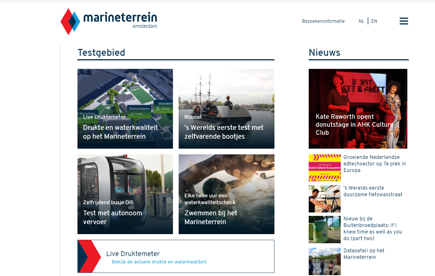 marineterrein
amsterdam
Bezoekersinformatie
NL | EN
Testgebied
Nieuws
Live Druktemeter
Drukte en waterkwaliteit
op het Marineterrein
Roboat
's Werelds eerste test met
zelfvarende bootjes
Zelfrijdend busje Olli
Test met autonoom
vervoer
Elke twee uur een
waterkwaliteitscheck
Zwemmen bij het
Marineterrein
Live Druktemeter
Bekijk de actuele drukte en waterkwaliteit
Kate Raworth opent
donutstage in AHK Culture
Club
Groeiende Nederlandse
edtechsector op 7e plek in
Europa
's Werelds eerste
duurzame fietswasstraat
Nieuw bij de
Buitenbroedplaats: If I
knew time as well as you
do (part two)
Datasafari op het
Marineterrein